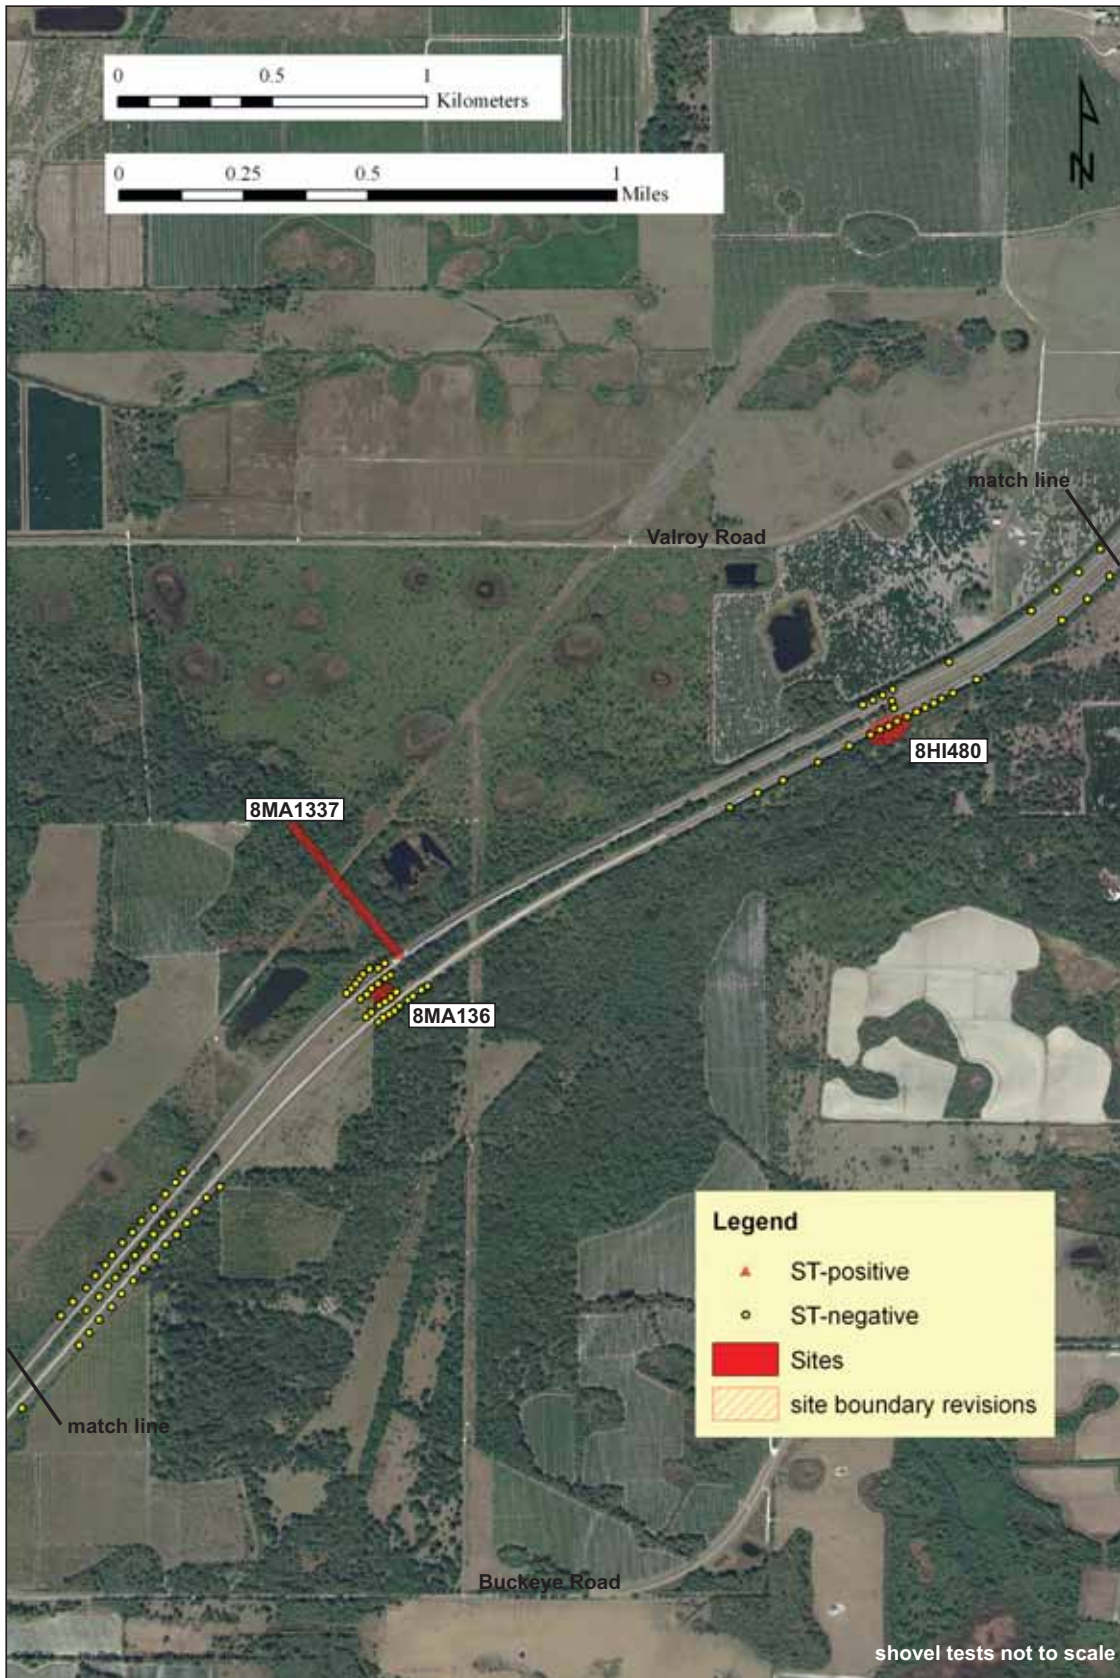 0 0.5 1
Kilometers
0 0.25 0.5 1
Miles
N
match line
Valroy Road
8HI480
8MA1337
8MA136
Legend
ST-positive
ST-negative
Sites
site boundary revisions
match line
Buckeye Road
shovel tests not to scale